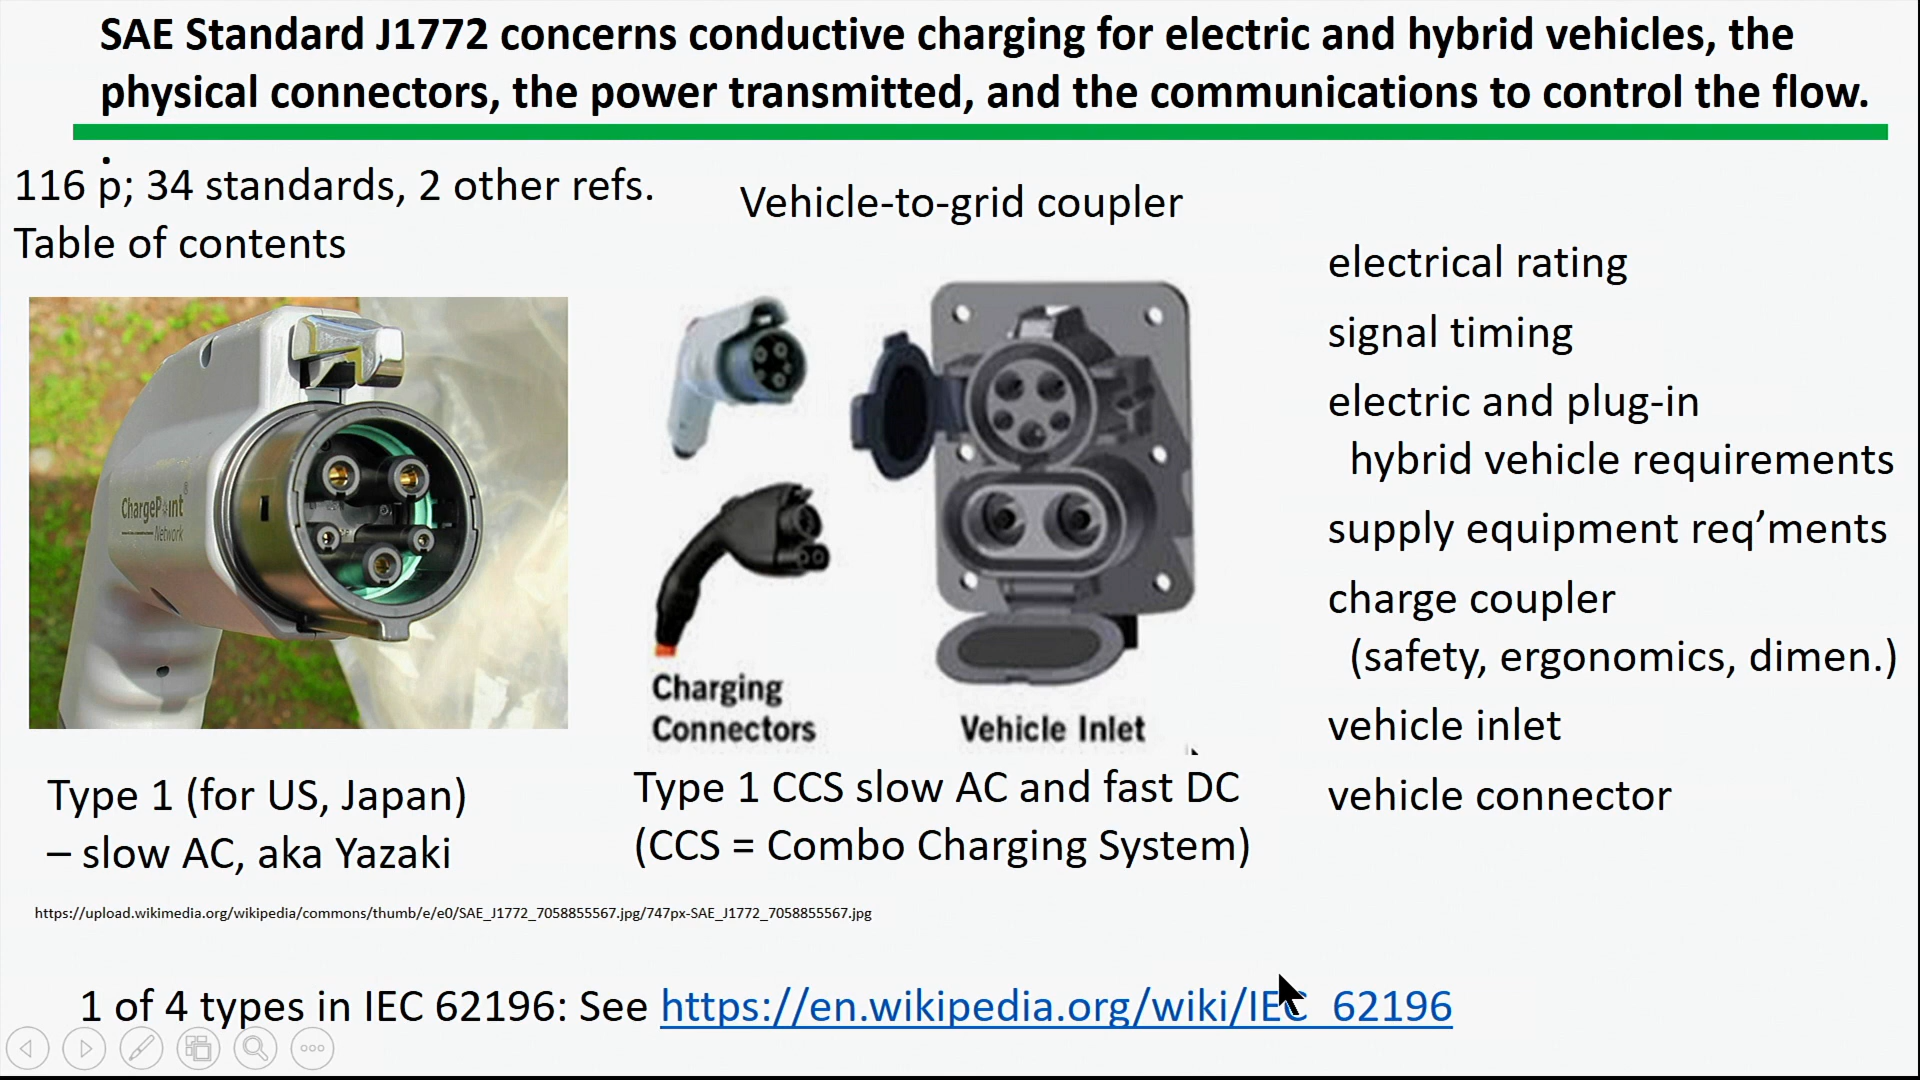 SAE Standard J1772 concerns conductive charging for electric and hybrid vehicles, the
physical connectors, the power transmitted, and the communications to control the flow.
116 p; 34 standards, 2 other refs.
Table of contents
Vehicle-to-grid coupler
ChargePoint
Network
Charging
Connectors
Vehicle Inlet
Type 1 (for US, Japan)
– slow AC, aka Yazaki
Type 1 CCS slow AC and fast DC
(CCS = Combo Charging System)
electrical rating
signal timing
electric and plug-in
hybrid vehicle requirements
supply equipment req’ments
charge coupler
(safety, ergonomics, dimen.)
vehicle inlet
vehicle connector
https://upload.wikimedia.org/wikipedia/commons/thumb/e/e0/SAE_J1772_7058855567.jpg/747px-SAE_J1772_7058855567.jpg
1 of 4 types in IEC 62196: See https://en.wikipedia.org/wiki/IEC_62196